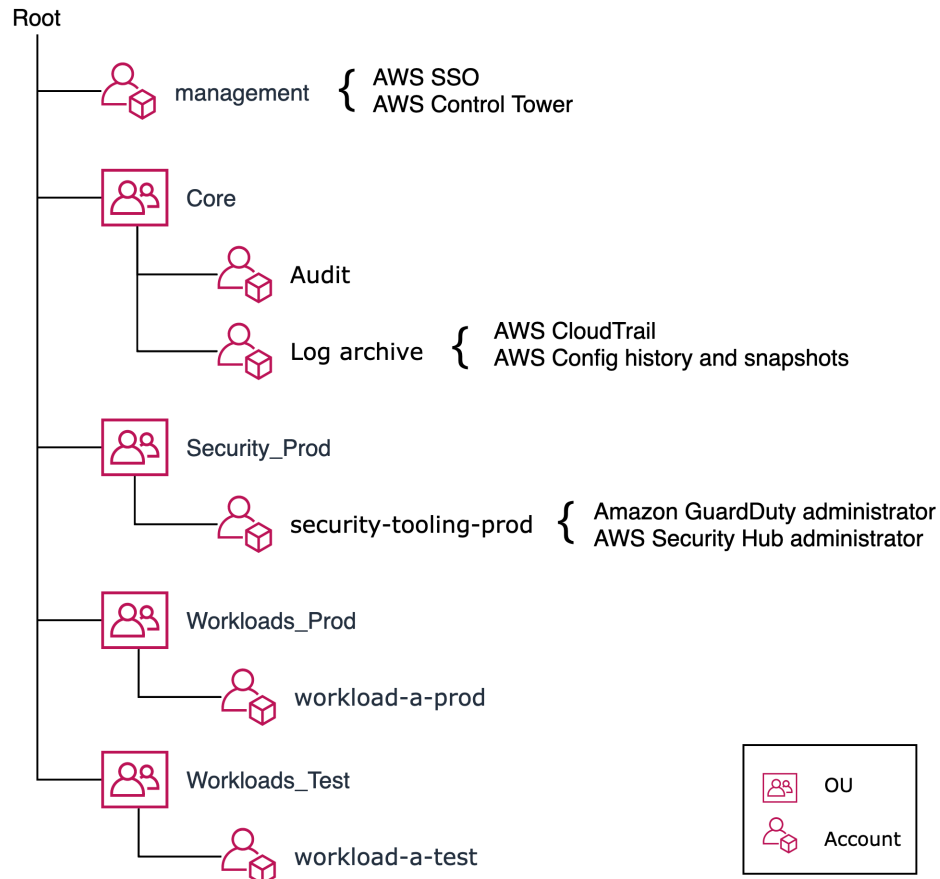 Root
management
{
AWS SSO
AWS Control Tower
Core
Audit
Log archive
{
AWS CloudTrail
AWS Config history and snapshots
Security_Prod
security-tooling-prod
{
Amazon GuardDuty administrator
AWS Security Hub administrator
Workloads_Prod
workload-a-prod
Workloads_Test
workload-a-test
OU
Account